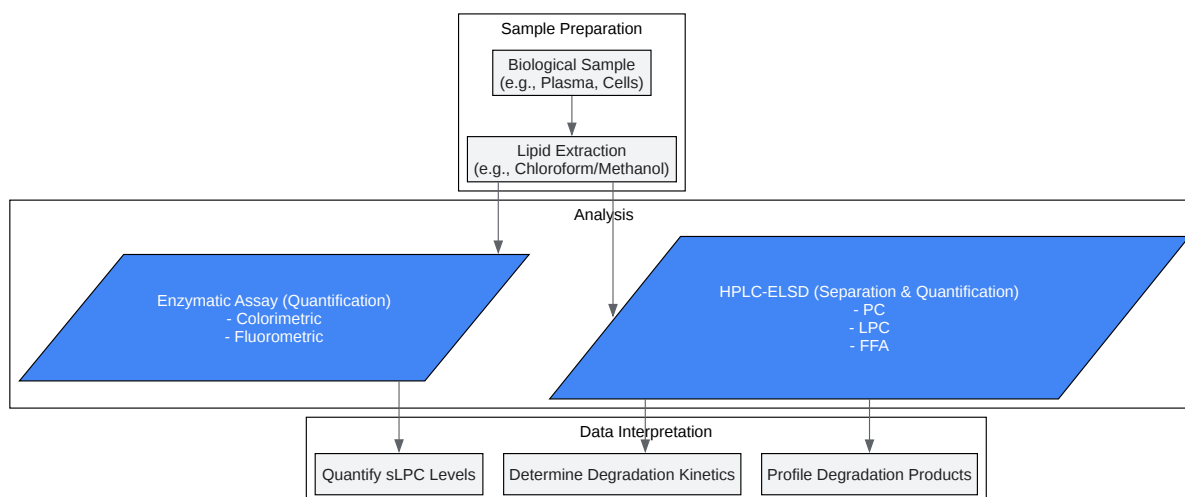 Sample Preparation
Biological Sample
(e.g., Plasma, Cells)
Lipid Extraction
(e.g., Chloroform/Methanol)
Analysis
Enzymatic Assay (Quantification)
- Colorimetric
- Fluorometric
HPLC-ELSD (Separation & Quantification)
- PC
- LPC
- FFA
Data Interpretation
Quantify sLPC Levels
Determine Degradation Kinetics
Profile Degradation Products